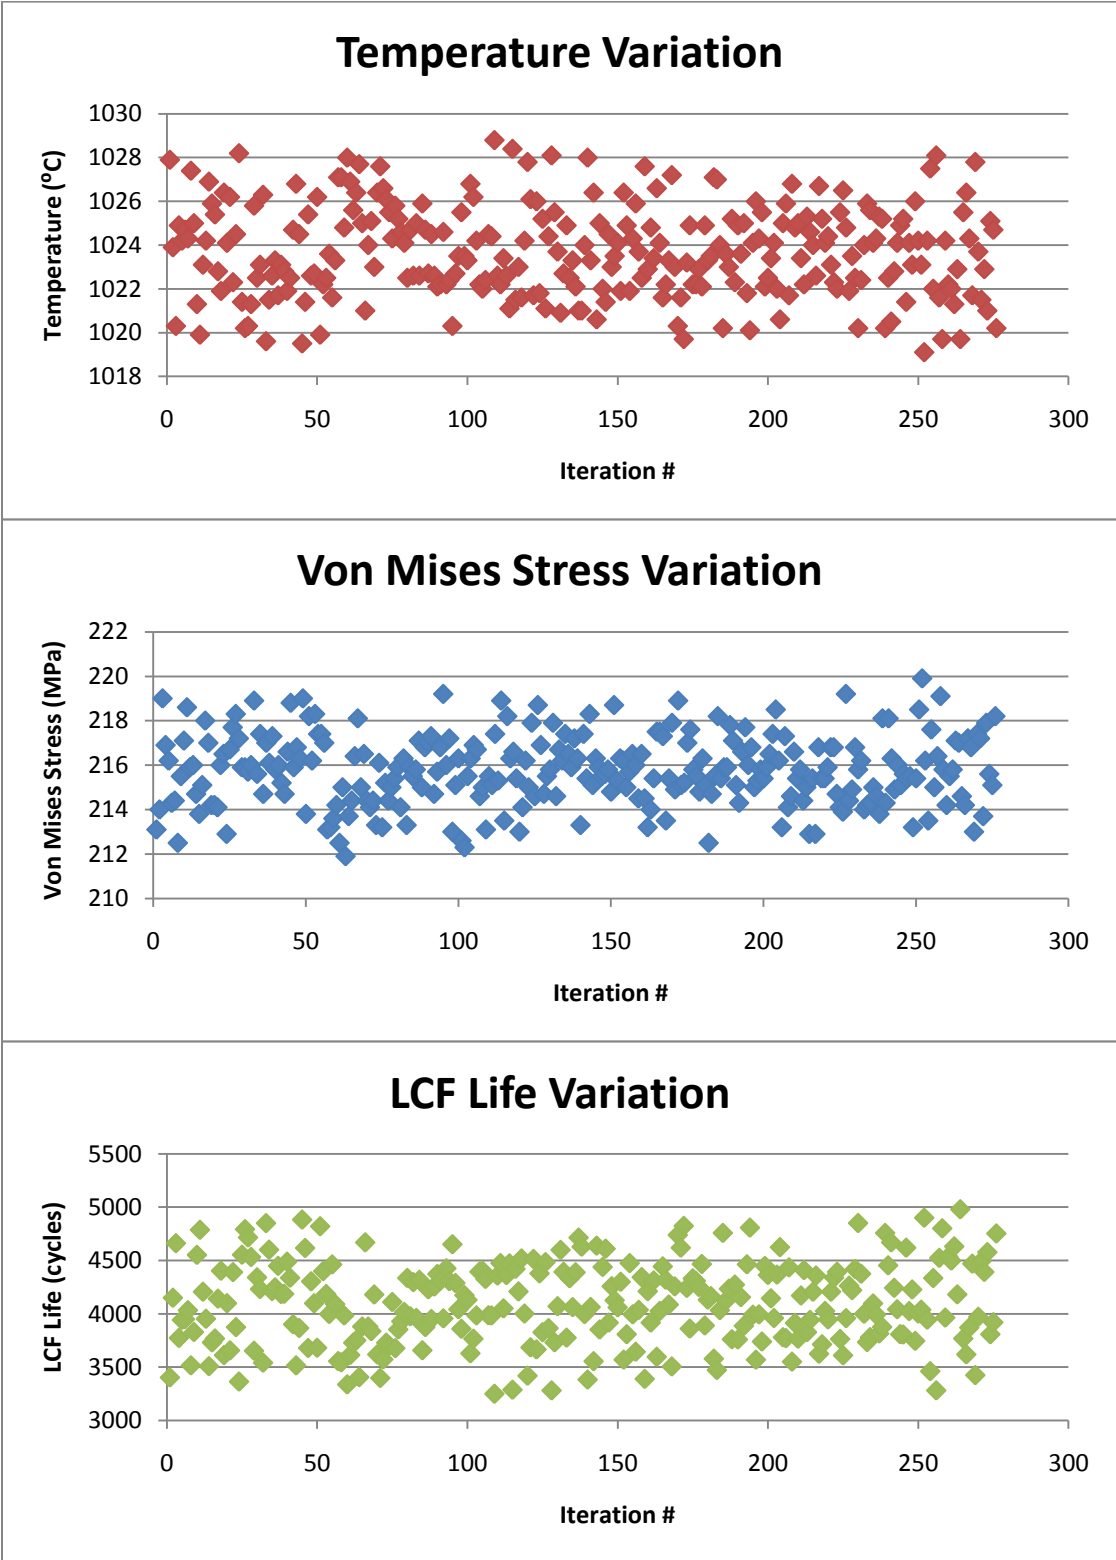 Temperature Variation
1030
1028
1026
1024
1022
1020
1018
Temperature (⁰C)
0 50 100 150 200 250 300
Iteration #
Von Mises Stress Variation
222
220
218
216
214
212
210
Von Mises Stress (MPa)
0 50 100 150 200 250 300
Iteration #
LCF Life Variation
5500
5000
4500
4000
3500
3000
LCF Life (cycles)
0 50 100 150 200 250 300
Iteration #